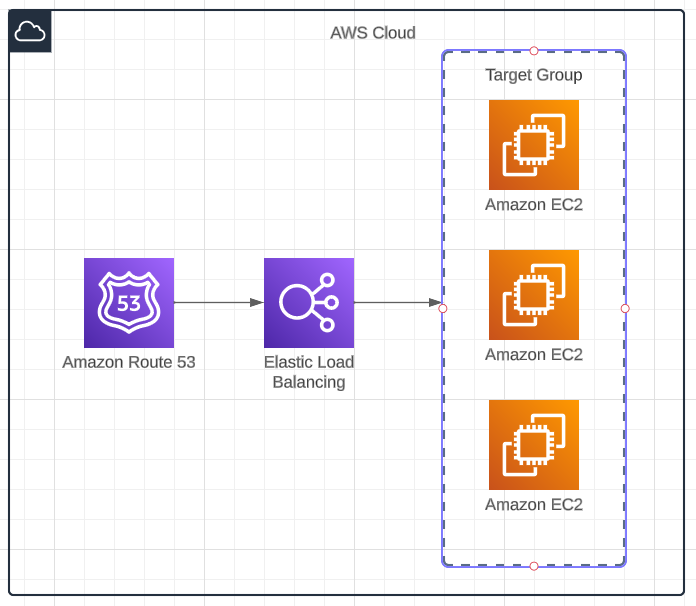 AWS Cloud
Target Group
Amazon EC2
Amazon EC2
53
Amazon Route 53
Elastic Load
Balancing
Amazon EC2